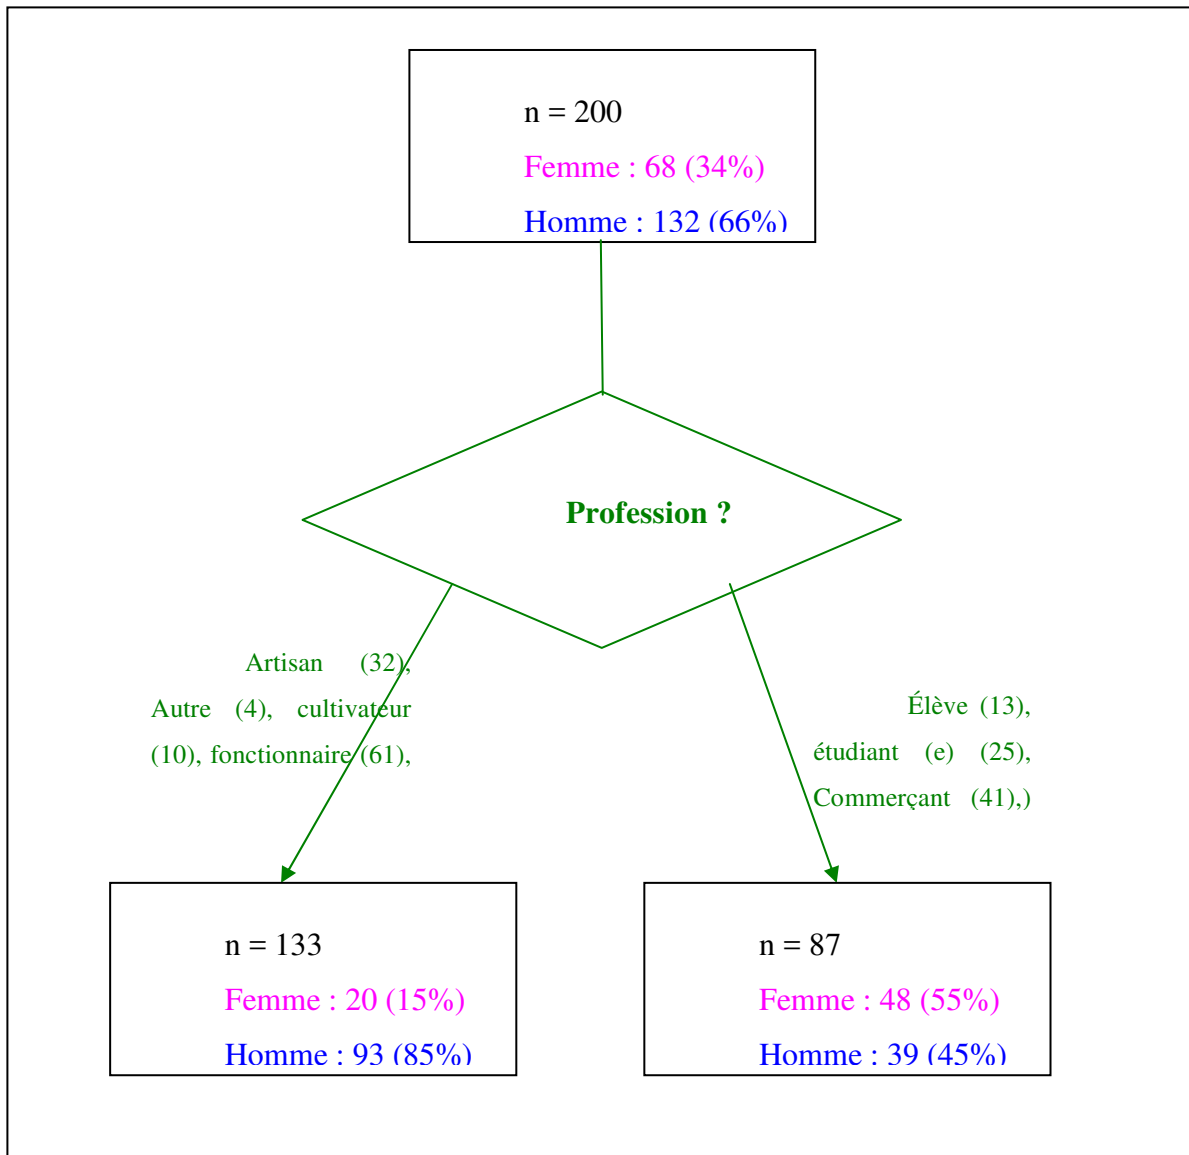 n = 200
Femme : 68 (34%)
Homme : 132 (66%)
Profession ?
Artisan (32),
Autre (4), cultivateur
(10), fonctionnaire (61),
Élève (13),
étudiant (e) (25),
Commerçant (41),)
n = 133
Femme : 20 (15%)
Homme : 93 (85%)
n = 87
Femme : 48 (55%)
Homme : 39 (45%)